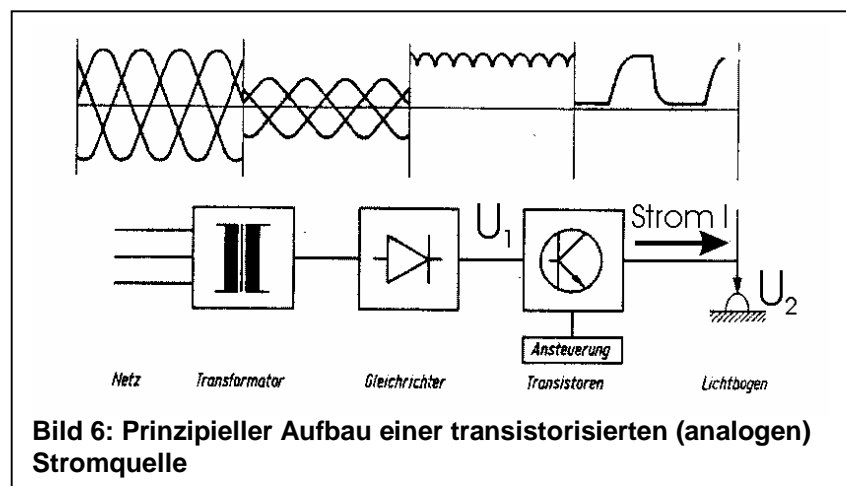 U1
Strom I
U2
Ansteuerung
Netz Transformator Gleichrichter Transistoren Lichtbogen
Bild 6: Prinzipieller Aufbau einer transistorisierten (analogen)
Stromquelle